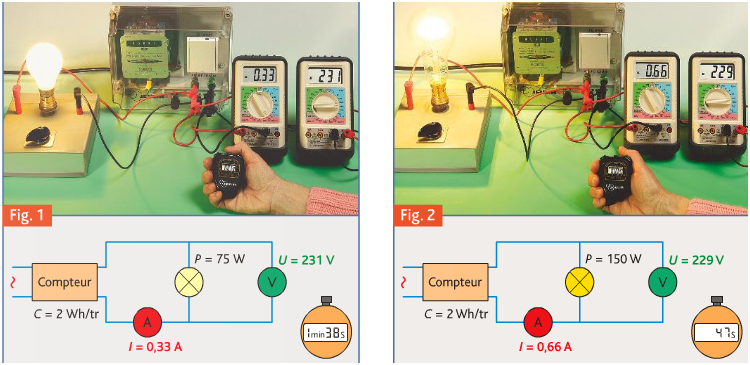 0.33
231
Fig. 1
P = 75 W
U = 231 V
Compteur
V
C = 2 Wh/tr
A
I = 0,33 A
1min38s
0.66
229
Fig. 2
P = 150 W
U = 229 V
Compteur
V
C = 2 Wh/tr
A
I = 0,66 A
47s